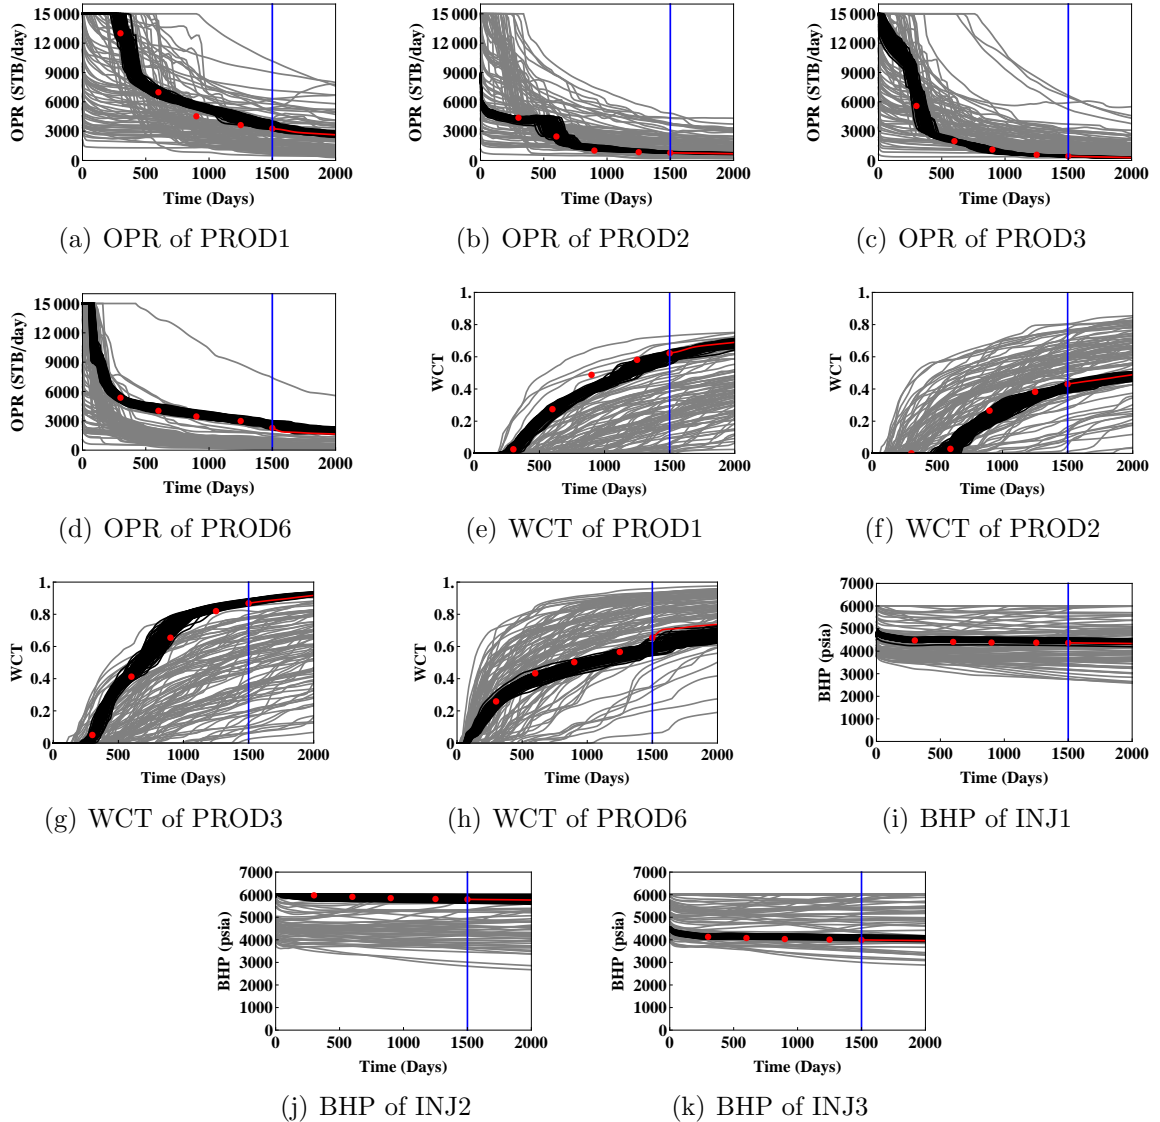 15 000
12 000
9000
6000
3000
0
OPR (STB/day)
0 500 1000 1500 2000
Time (Days)
(a) OPR of PROD1
15 000
12 000
9000
6000
3000
0
OPR (STB/day)
0 500 1000 1500 2000
Time (Days)
(b) OPR of PROD2
15 000
12 000
9000
6000
3000
0
OPR (STB/day)
0 500 1000 1500 2000
Time (Days)
(c) OPR of PROD3
15 000
12 000
9000
6000
3000
0
OPR (STB/day)
0 500 1000 1500 2000
Time (Days)
(d) OPR of PROD6
1.
0.8
0.6
0.4
0.2
0
WCT
0 500 1000 1500 2000
Time (Days)
(e) WCT of PROD1
1.
0.8
0.6
0.4
0.2
0
WCT
0 500 1000 1500 2000
Time (Days)
(f) WCT of PROD2
1.
0.8
0.6
0.4
0.2
0
WCT
0 500 1000 1500 2000
Time (Days)
(g) WCT of PROD3
1.
0.8
0.6
0.4
0.2
0
WCT
0 500 1000 1500 2000
Time (Days)
(h) WCT of PROD6
7000
6000
5000
4000
3000
2000
1000
0
BHP (psia)
0 500 1000 1500 2000
Time (Days)
(i) BHP of INJ1
7000
6000
5000
4000
3000
2000
1000
0
BHP (psia)
0 500 1000 1500 2000
Time (Days)
(j) BHP of INJ2
7000
6000
5000
4000
3000
2000
1000
0
BHP (psia)
0 500 1000 1500 2000
Time (Days)
(k) BHP of INJ3